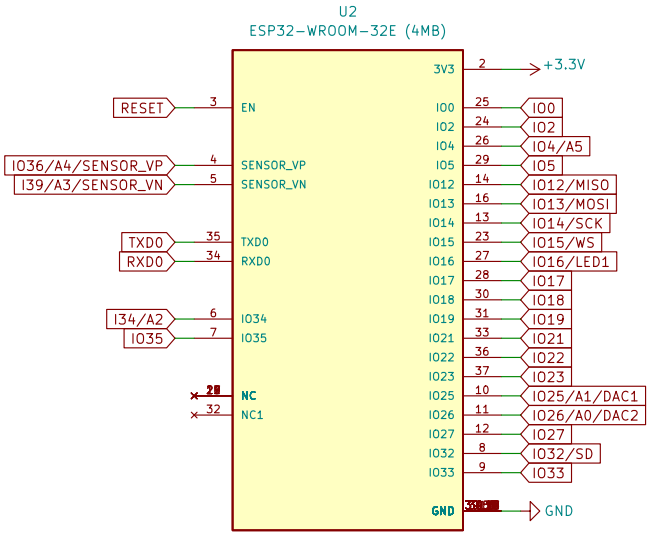 U2
ESP32-WROOM-32E (4MB)
3V3 2 +3.3V
RESET 3 EN IO0 25 IO0
IO2 24 IO2
IO4 26 IO4/A5
IO36/A4/SENSOR_VP 4 SENSOR_VP IO5 29 IO5
I39/A3/SENSOR_VN 5 SENSOR_VN IO12 14 IO12/MISO
IO13 16 IO13/MOSI
IO14 13 IO14/SCK
TXD0 35 TXD0 IO15 23 IO15/WS
RXD0 34 RXD0 IO16 27 IO16/LED1
IO17 28 IO17
IO18 30 IO18
I34/A2 6 IO34 IO19 31 IO19
IO35 7 IO35 IO21 33 IO21
IO22 36 IO22
IO23 37 IO23
NC IO25 10 IO25/A1/DAC1
32 NC1 IO26 11 IO26/A0/DAC2
IO27 12 IO27
IO32 8 IO32/SD
IO33 9 IO33
GND GND